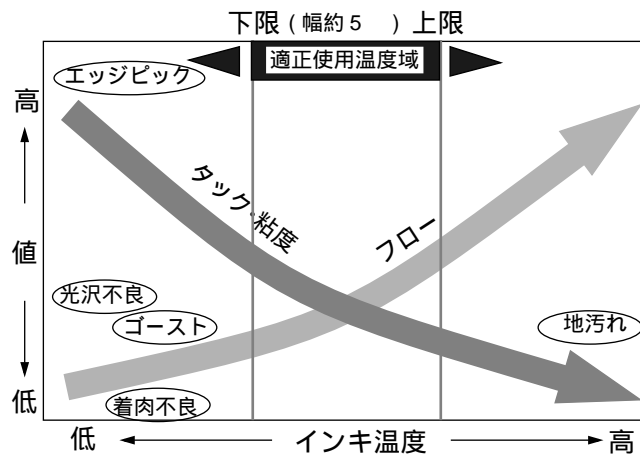 下限(幅約5 )上限
適正使用温度域
エッジピック
高
タック.粘度
フロー
値
光沢不良
ゴースト
地汚れ
着肉不良
低
低 インキ温度 高